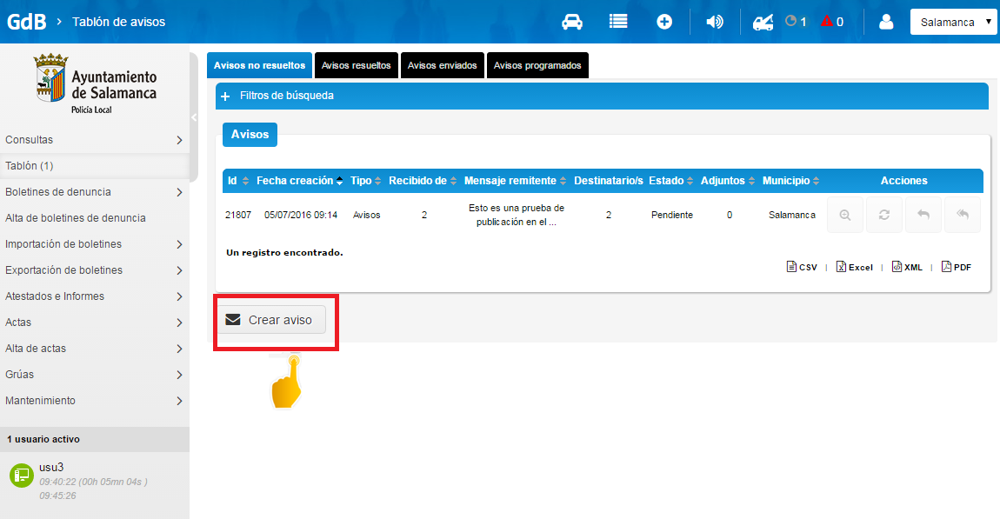 GdB > Tablón de avisos
1
0
Salamanca
Ayuntamiento
de Salamanca
Policía Local
Consultas
Tablón (1)
Boletines de denuncia
Alta de boletines de denuncia
Importación de boletines
Exportación de boletines
Atestados e Informes
Actas
Alta de actas
Grúas
Mantenimiento
1 usuario activo
usu3
09:40:22 (00h 05mn 04s )
09:45:26
Avisos no resueltos Avisos resueltos Avisos enviados Avisos programados
+ Filtros de búsqueda
Avisos
Id Fecha creación Tipo Recibido de Mensaje remitente Destinatario/s Estado Adjuntos Municipio Acciones
21807 05/07/2016 09:14 Avisos 2 Esto es una prueba de 2 Pendiente 0 Salamanca
publicación en el ...
Un registro encontrado.
CSV | Excel | XML | PDF
Crear aviso